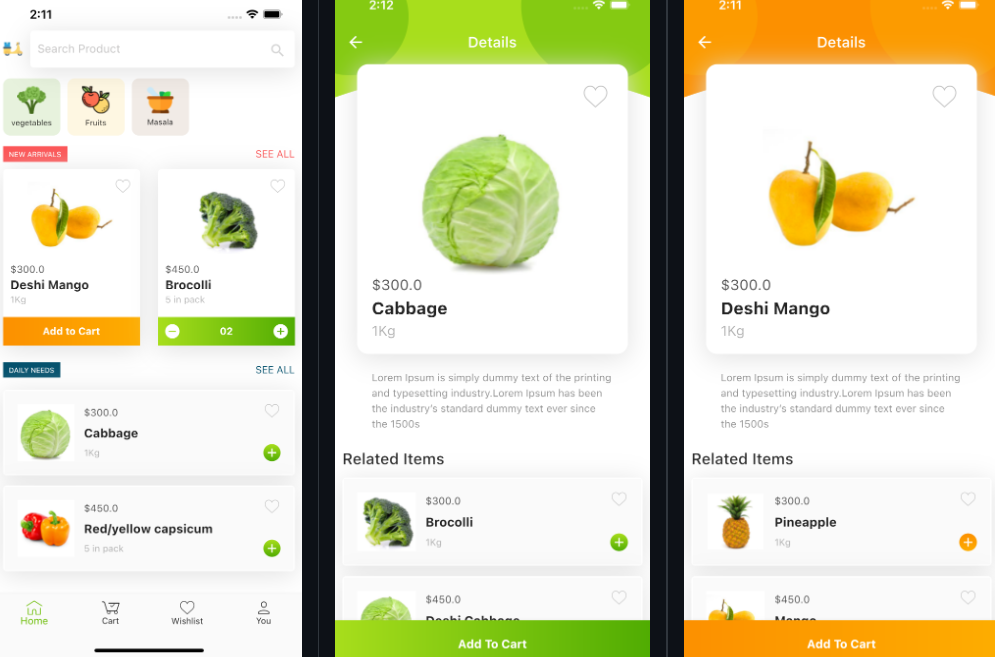 2:11
Search Product
vegetables
Fruits
Masala
NEW ARRIVALS
SEE ALL
$300.0
Deshi Mango
1Kg
Add to Cart
$450.0
Brocolli
5 in pack
02
DAILY NEEDS
SEE ALL
$300.0
Cabbage
1Kg
$450.0
Red/yellow capsicum
5 in pack
Home
Cart
Wishlist
You
2:12
Details
$300.0
Cabbage
1Kg
Lorem Ipsum is simply dummy text of the printing
and typesetting industry.Lorem Ipsum has been
the industry's standard dummy text ever since
the 1500s
Related Items
$300.0
Brocolli
1Kg
$450.0
Deshi Cabbage
Add To Cart
2:11
Details
$300.0
Deshi Mango
1Kg
Lorem Ipsum is simply dummy text of the printing
and typesetting industry.Lorem Ipsum has been
the industry's standard dummy text ever since
the 1500s
Related Items
$300.0
Pineapple
1Kg
$450.0
Mango
Add To Cart